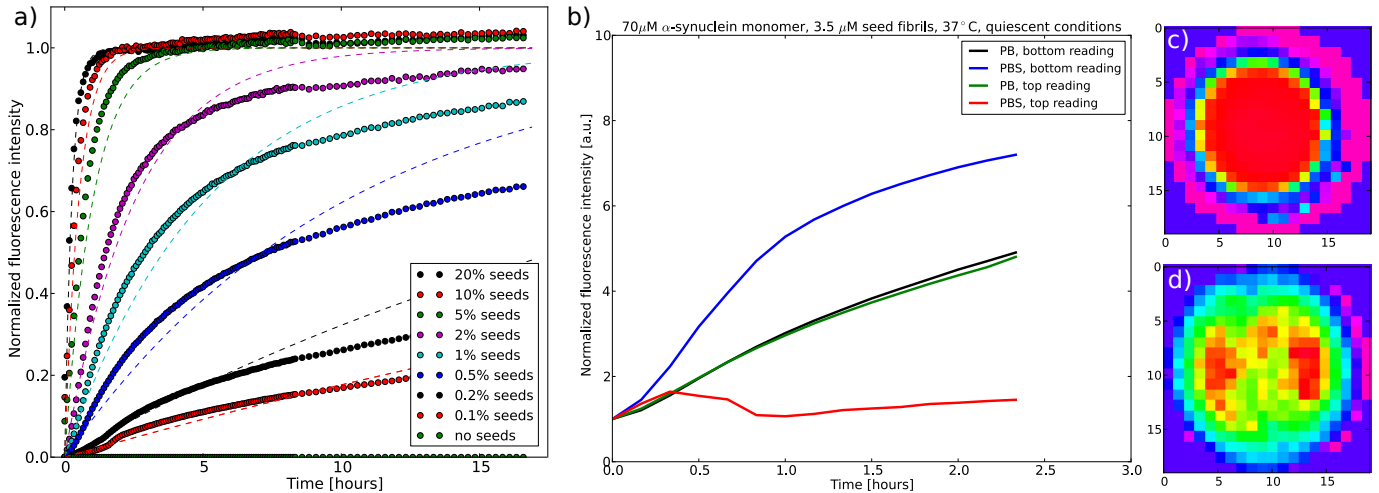 a)
Normalized fluorescence intensity
1.0
0.8
0.6
0.4
0.2
0.0
0
5
10
15
Time [hours]
20% seeds
10% seeds
5% seeds
2% seeds
1% seeds
0.5% seeds
0.2% seeds
0.1% seeds
no seeds
b)
70μM α-synuclein monomer, 3.5 μM seed fibrils, 37°C, quiescent conditions
Normalized fluorescence intensity [a.u.]
10
8
6
4
2
0
0.0
0.5
1.0
1.5
2.0
2.5
3.0
Time [hours]
PB, bottom reading
PBS, bottom reading
PB, top reading
PBS, top reading
c)
0
5
10
15
0
5
10
15
d)
0
5
10
15
0
5
10
15